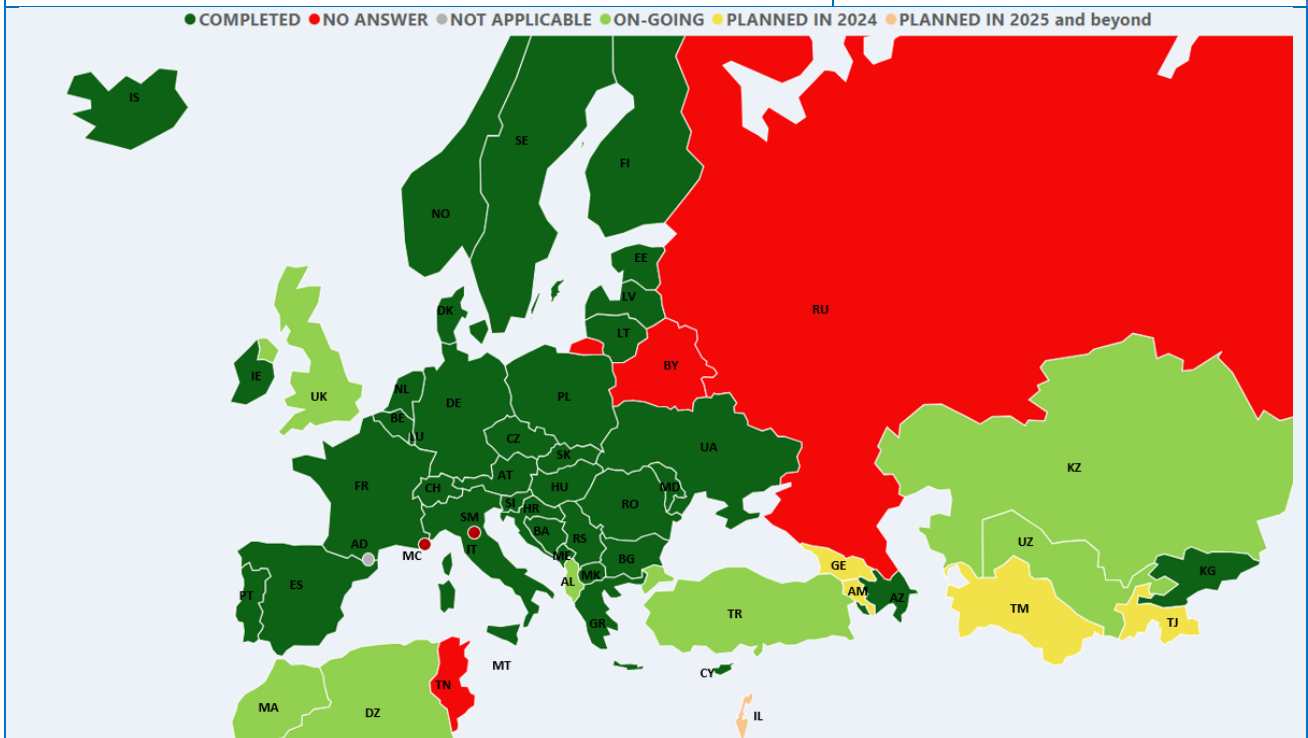 COMPLETED NO ANSWER NOT APPLICABLE ON-GOING PLANNED IN 2024 PLANNED IN 2025 and beyond
IS
SE
FI
NO
EE
LV
DK
RU
LT
BY
IE
NL
UK
DE
PL
BE
LU
CZ
UA
SK
KZ
AT
FR
CH
HU
MD
SI
RO
HR
SM
BA
RS
UZ
AD
MC
IT
ME
BG
GE
KG
MK
AL
ES
PT
AM
AZ
TM
TR
GR
TJ
MT
CY
TN
MA
DZ
IL